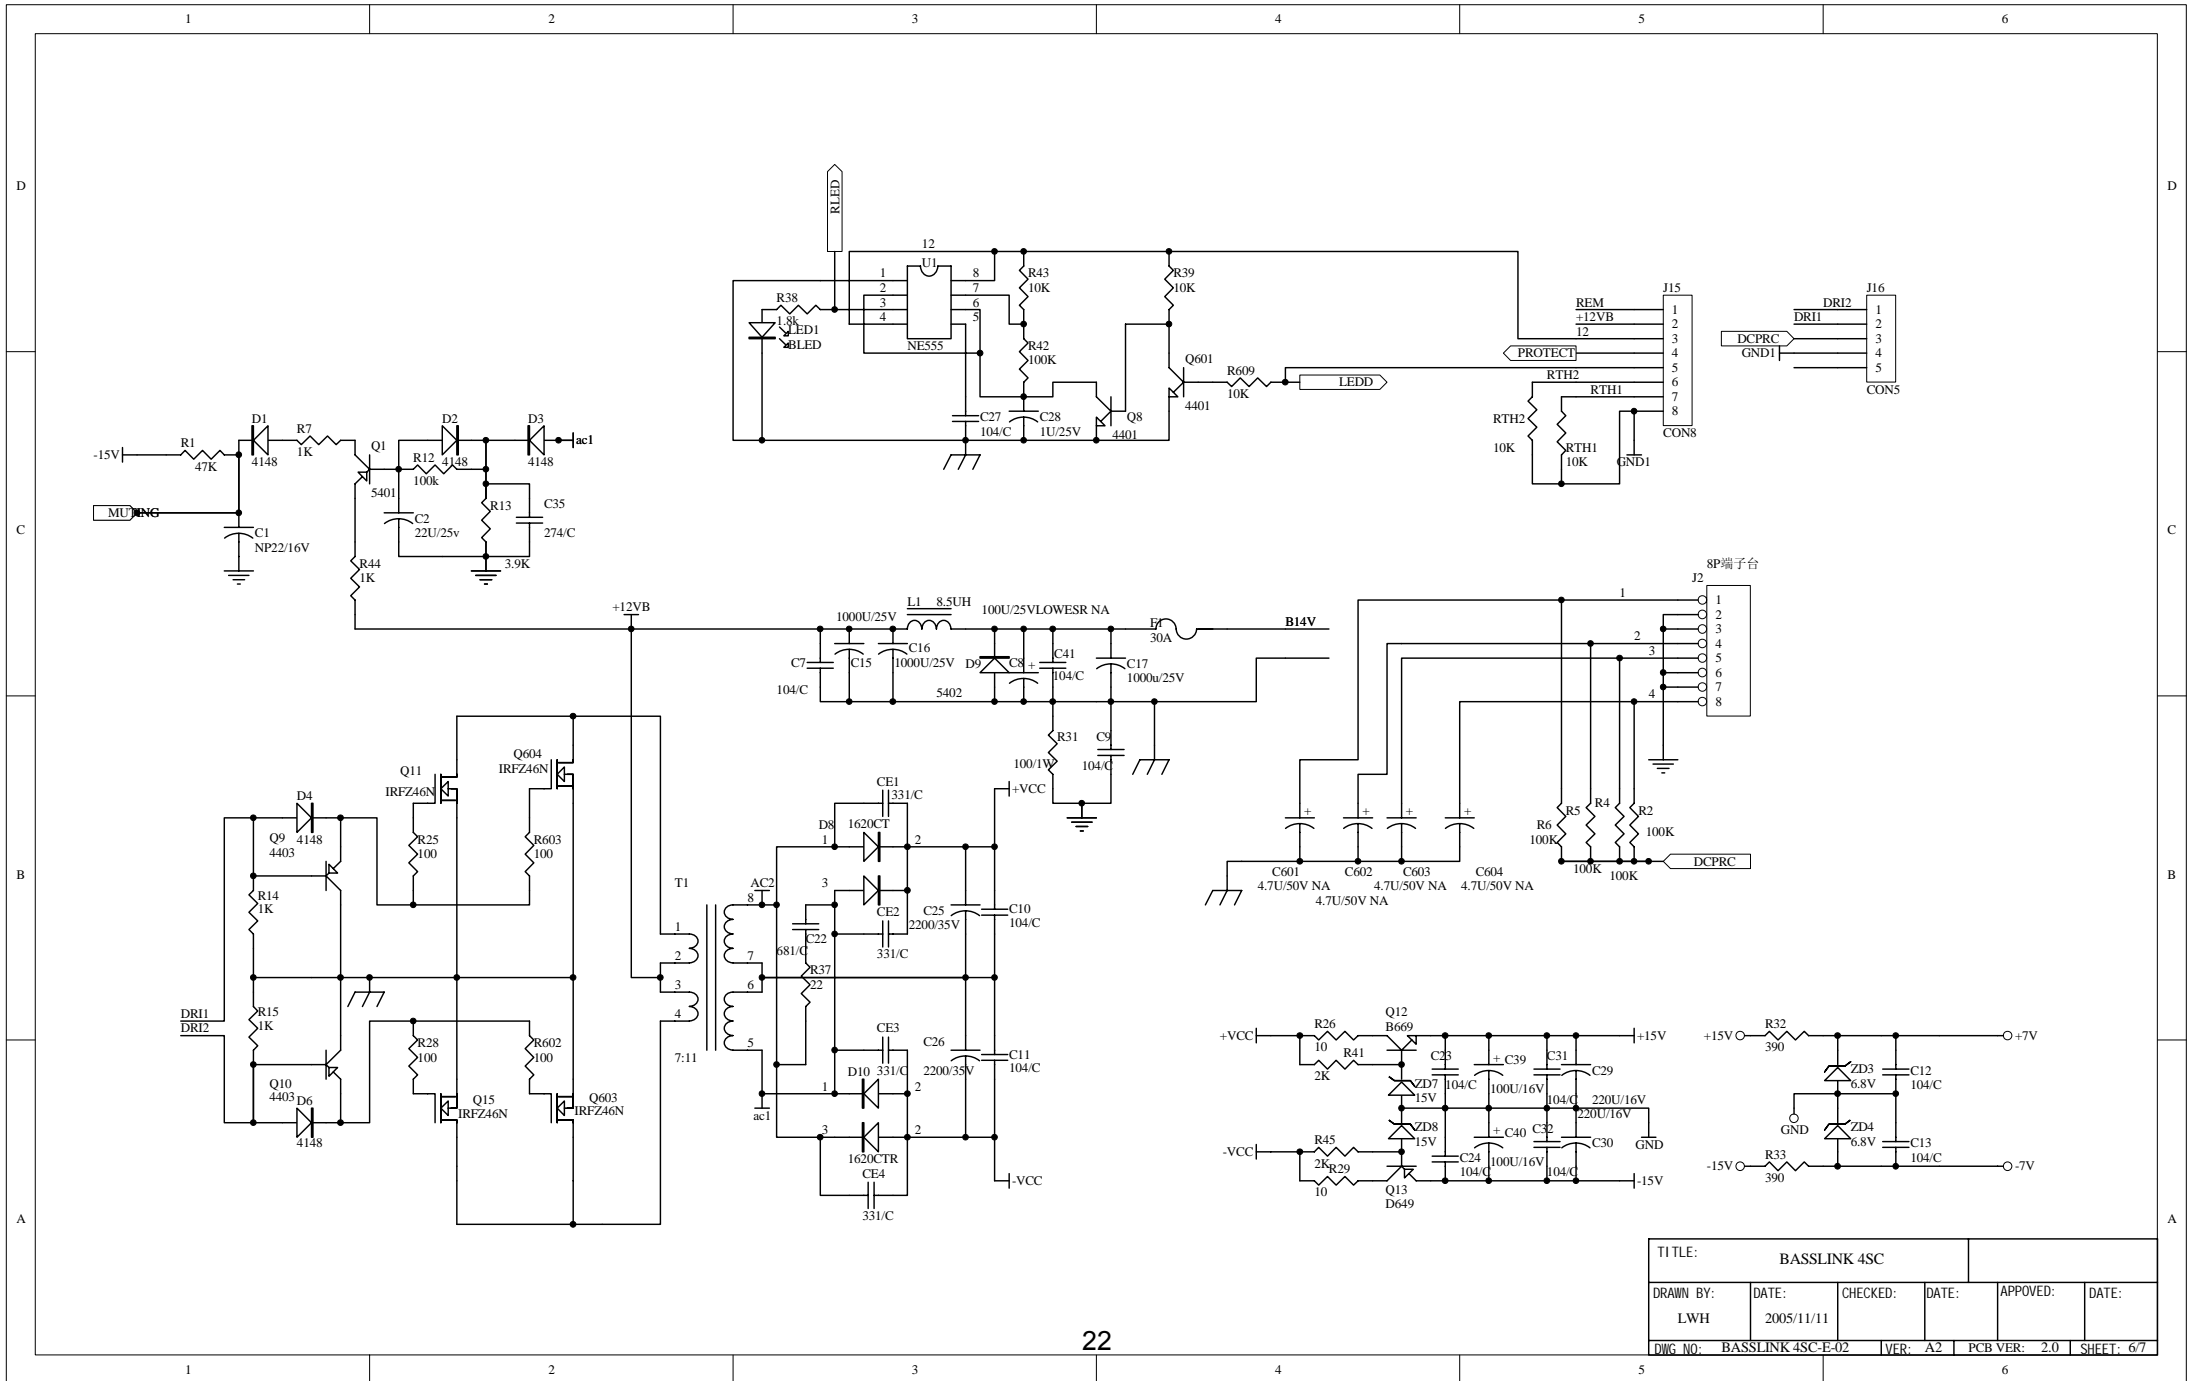 1 2 3 4 5 6
D
D
RLED
12
U1
1
2
3
4
8
7
6
5
NE555
R38
1.8k
LED1
BLED
R43
10K
R42
100K
R39
10K
Q601
4401
R609
10K
LEDD
C27
104/C
C28
1U/25V
Q8
4401
J15
REM
+12VB
12
PROTECT
RTH2
RTH1
1
2
3
4
5
6
7
8
CON8
RTH2
10K
RTH1
10K
GND1
J16
DRI2
DRI1
DCPRC
GND1
1
2
3
4
5
CON5
C
C
-15V
R1
47K
D1
4148
R7
1K
Q1
5401
D2
4148
R12
100k
D3
4148
ac1
MUTING
C1
NP22/16V
C2
22U/25v
R13
3.9K
C35
274/C
R44
1K
+12VB
1000U/25V
L1 8.5UH
100U/25VLOWESR NA
F1
30A
B14V
C7
104/C
C15
C16
1000U/25V
D9
5402
C8
+
C41
104/C
C17
1000u/25V
R31
100/1W
C9
104/C
8P端子台
J2
1
2
3
4
1
2
3
4
5
6
7
8
B
B
Q11
IRFZ46N
Q604
IRFZ46N
D4
4148
Q9
4403
R25
100
R603
100
R14
1K
R15
1K
DRI1
DRI2
R28
100
R602
100
Q10
4403
D6
4148
Q15
IRFZ46N
Q603
IRFZ46N
T1
1
2
3
4
8
7
6
5
7:11
AC2
ac1
CE1
331/C
D8
1620CT
1
2
3
CE2
331/C
C22
681/C
R37
22
C25
2200/35V
C10
104/C
+VCC
CE3
331/C
C26
2200/35V
C11
104/C
D10
1
2
3
2
1620CTR
CE4
331/C
-VCC
+
+
+
+
C601
4.7U/50V NA
C602
4.7U/50V NA
C603
4.7U/50V NA
C604
4.7U/50V NA
R6
100K
R5
100K
R4
100K
R2
100K
DCPRC
+VCC
R26
10
R41
2K
Q12
B669
ZD7
15V
C23
104/C
+ C39
100U/16V
C31
104/C
C29
220U/16V
+15V
GND
-VCC
R45
2K
R29
10
Q13
D649
ZD8
15V
C24
104/C
+ C40
100U/16V
C32
104/C
C30
220U/16V
-15V
+15V
R32
390
+7V
ZD3
6.8V
C12
104/C
GND
ZD4
6.8V
C13
104/C
-15V
R33
390
-7V
A
A
TITLE: BASSLINK 4SC
DRAWN BY: DATE: CHECKED: DATE: APPOVED: DATE:
LWH 2005/11/11
DWG NO: BASSLINK 4SC-E-02 VER: A2 PCB VER: 2.0 SHEET: 6/7
22
1 2 3 4 5 6